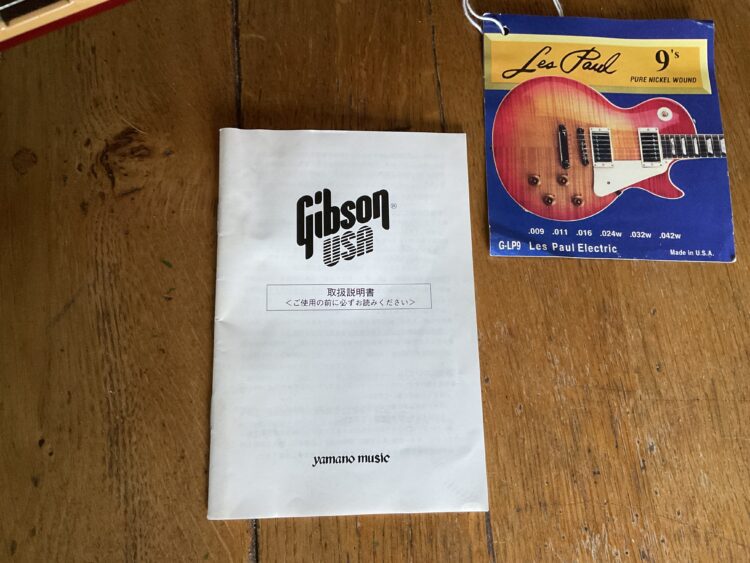 Gibson®
USA
取扱説明書
＜ご使用の前に必ずお読みください＞
yamano music
Les Paul
9's
PURE NICKEL WOUND
.009 .011 .016 .024w .032w .042w
G-LP9 Les Paul Electric
Made in U.S.A.